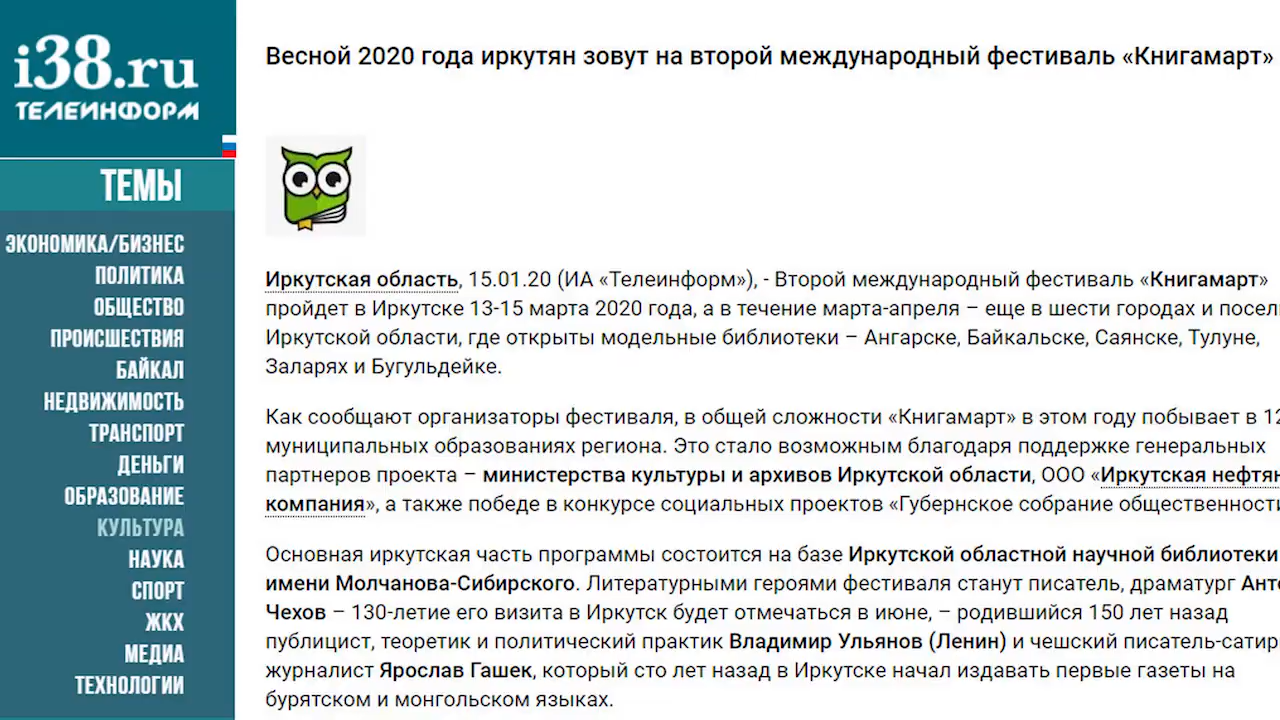 i38.ru
ТЕЛЕИНФОРМ
ТЕМЫ
ЭКОНОМИКА/БИЗНЕС
ПОЛИТИКА
ОБЩЕСТВО
ПРОИСШЕСТВИЯ
БАЙКАЛ
НЕДВИЖИМОСТЬ
ТРАНСПОРТ
ДЕНЬГИ
ОБРАЗОВАНИЕ
КУЛЬТУРА
НАУКА
СПОРТ
ЖКХ
МЕДИА
ТЕХНОЛОГИИ
Весной 2020 года иркутян зовут на второй международный фестиваль «Книгамарт»
Иркутская область, 15.01.20 (ИА «Телеинформ»), - Второй международный фестиваль «Книгамарт»
пройдет в Иркутске 13-15 марта 2020 года, а в течение марта-апреля – еще в шести городах и
Иркутской области, где открыты модельные библиотеки – Ангарске, Байкальске, Саянске, Тулуне,
Заларях и Бугульдейке.
Как сообщают организаторы фестиваля, в общей сложности «Книгамарт» в этом году побывает в 12
муниципальных образованиях региона. Это стало возможным благодаря поддержке генеральных
партнеров проекта – министерства культуры и архивов Иркутской области, ООО «Иркутская
компания», а также победе в конкурсе социальных проектов «Губернское собрание
Основная иркутская часть программы состоится на базе Иркутской областной научной библиотеки
имени Молчанова-Сибирского. Литературными героями фестиваля станут писатель, драматург
Чехов – 130-летие его визита в Иркутск будет отмечаться в июне, – родившийся 150 лет назад
публицист, теоретик и политический практик Владимир Ульянов (Ленин) и чешский
журналист Ярослав Гашек, который сто лет назад в Иркутске начал издавать первые газеты на
бурятском и монгольском языках.